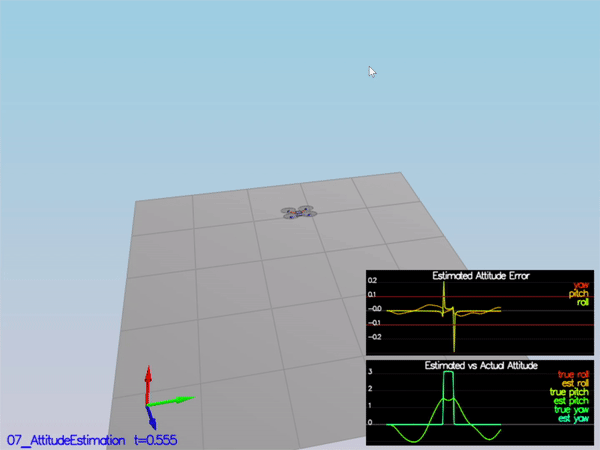 Estimated Attitude Error
0.2
yaw
0.1
pitch
roll
-0.0
-0.1
-0.2
Estimated vs Actual Attitude
3
true roll
est roll
2
true pitch
est pitch
1
true yaw
est yaw
0
07_AttitudeEstimation t=0.555